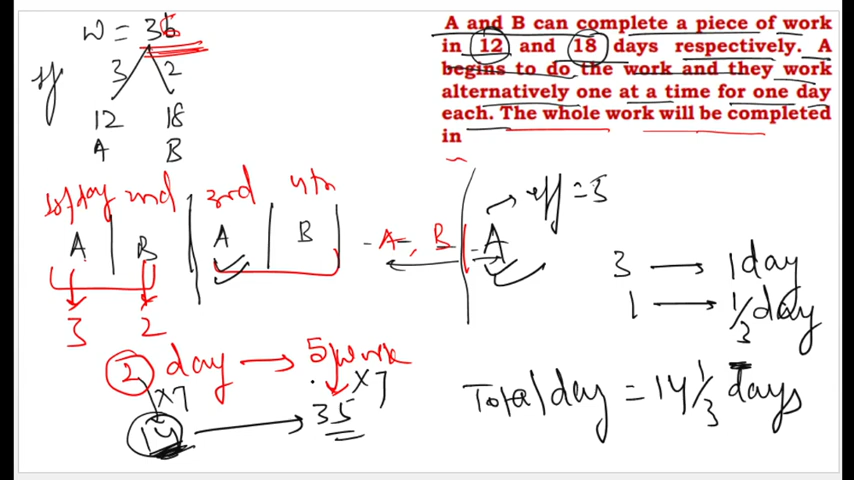 W = 36
eff 3 2
12 18
A B
A and B can complete a piece of work
in 12 and 18 days respectively. A
begins to do the work and they work
alternatively one at a time for one day
each. The whole work will be completed
in
1st day 2nd 3rd 4th
A B A B - A -, B A eff = 3
3 2
3 → 1 day
1 → 1/3 day
2 day → 5 work
×7 ×7
14 → 35
Total day = 14 1/3 days